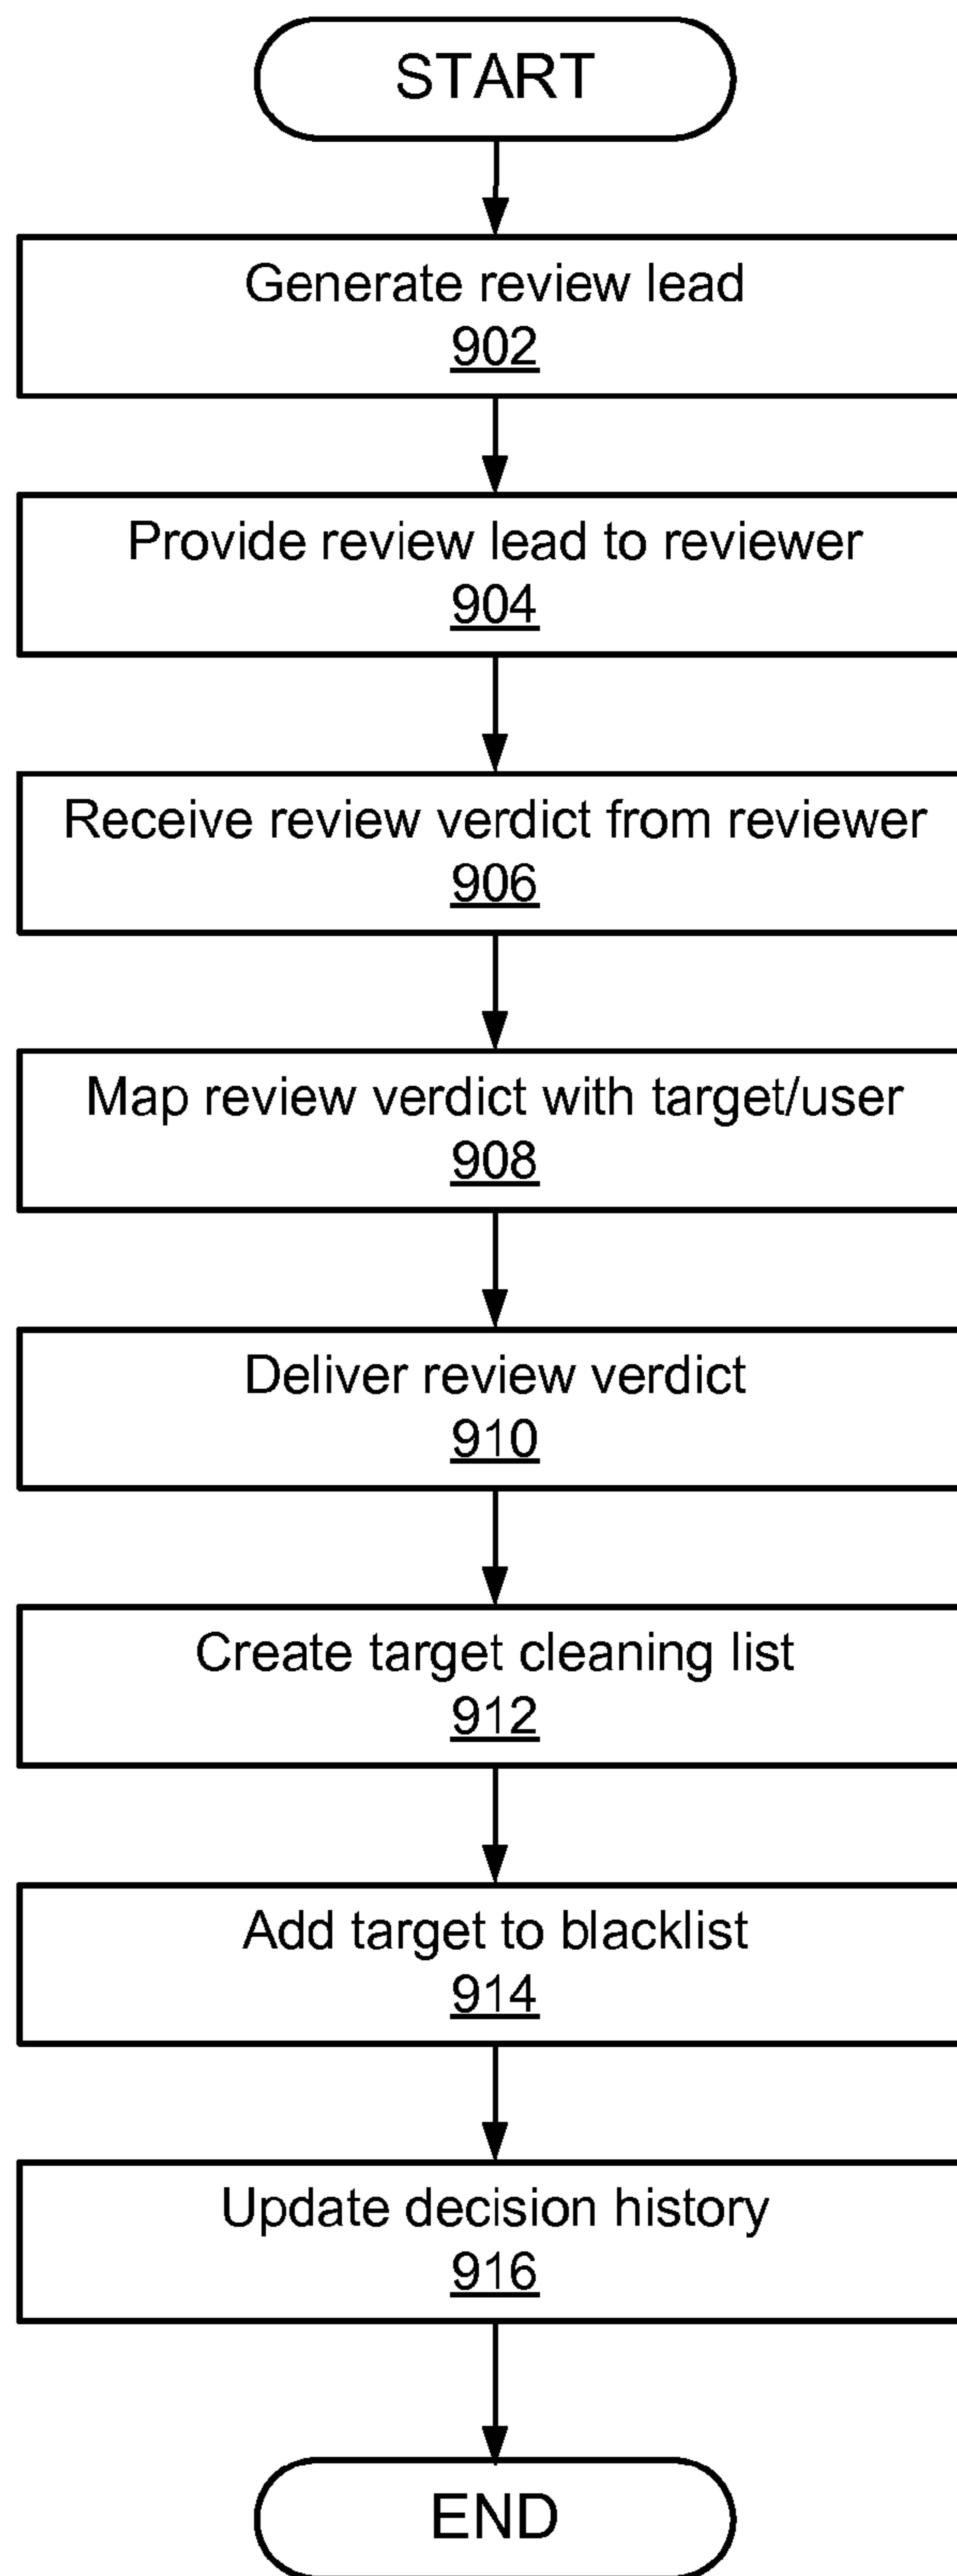 START
Generate review lead
902
Provide review lead to reviewer
904
Receive review verdict from reviewer
906
Map review verdict with target/user
908
Deliver review verdict
910
Create target cleaning list
912
Add target to blacklist
914
Update decision history
916
END